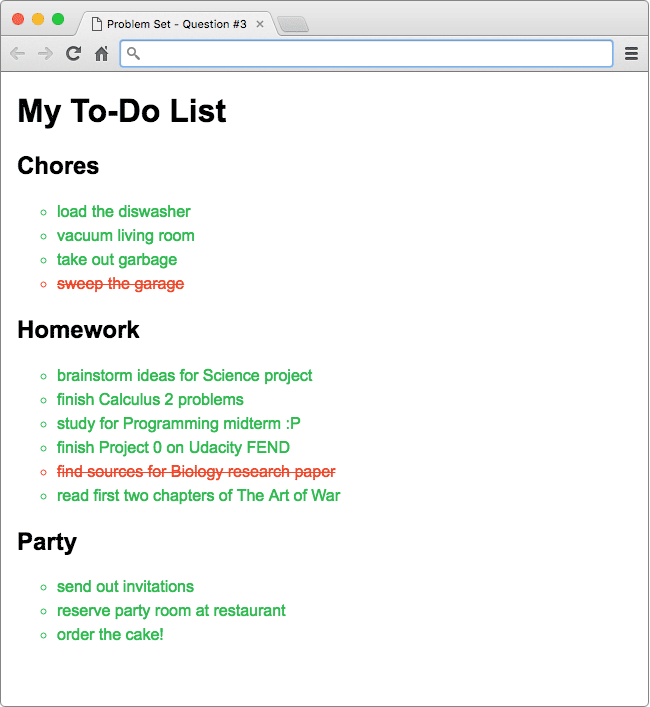 Problem Set - Question #3
My To-Do List
Chores
load the diswasher
vacuum living room
take out garbage
sweep the garage
Homework
brainstorm ideas for Science project
finish Calculus 2 problems
study for Programming midterm :P
finish Project 0 on Udacity FEND
find sources for Biology research paper
read first two chapters of The Art of War
Party
send out invitations
reserve party room at restaurant
order the cake!